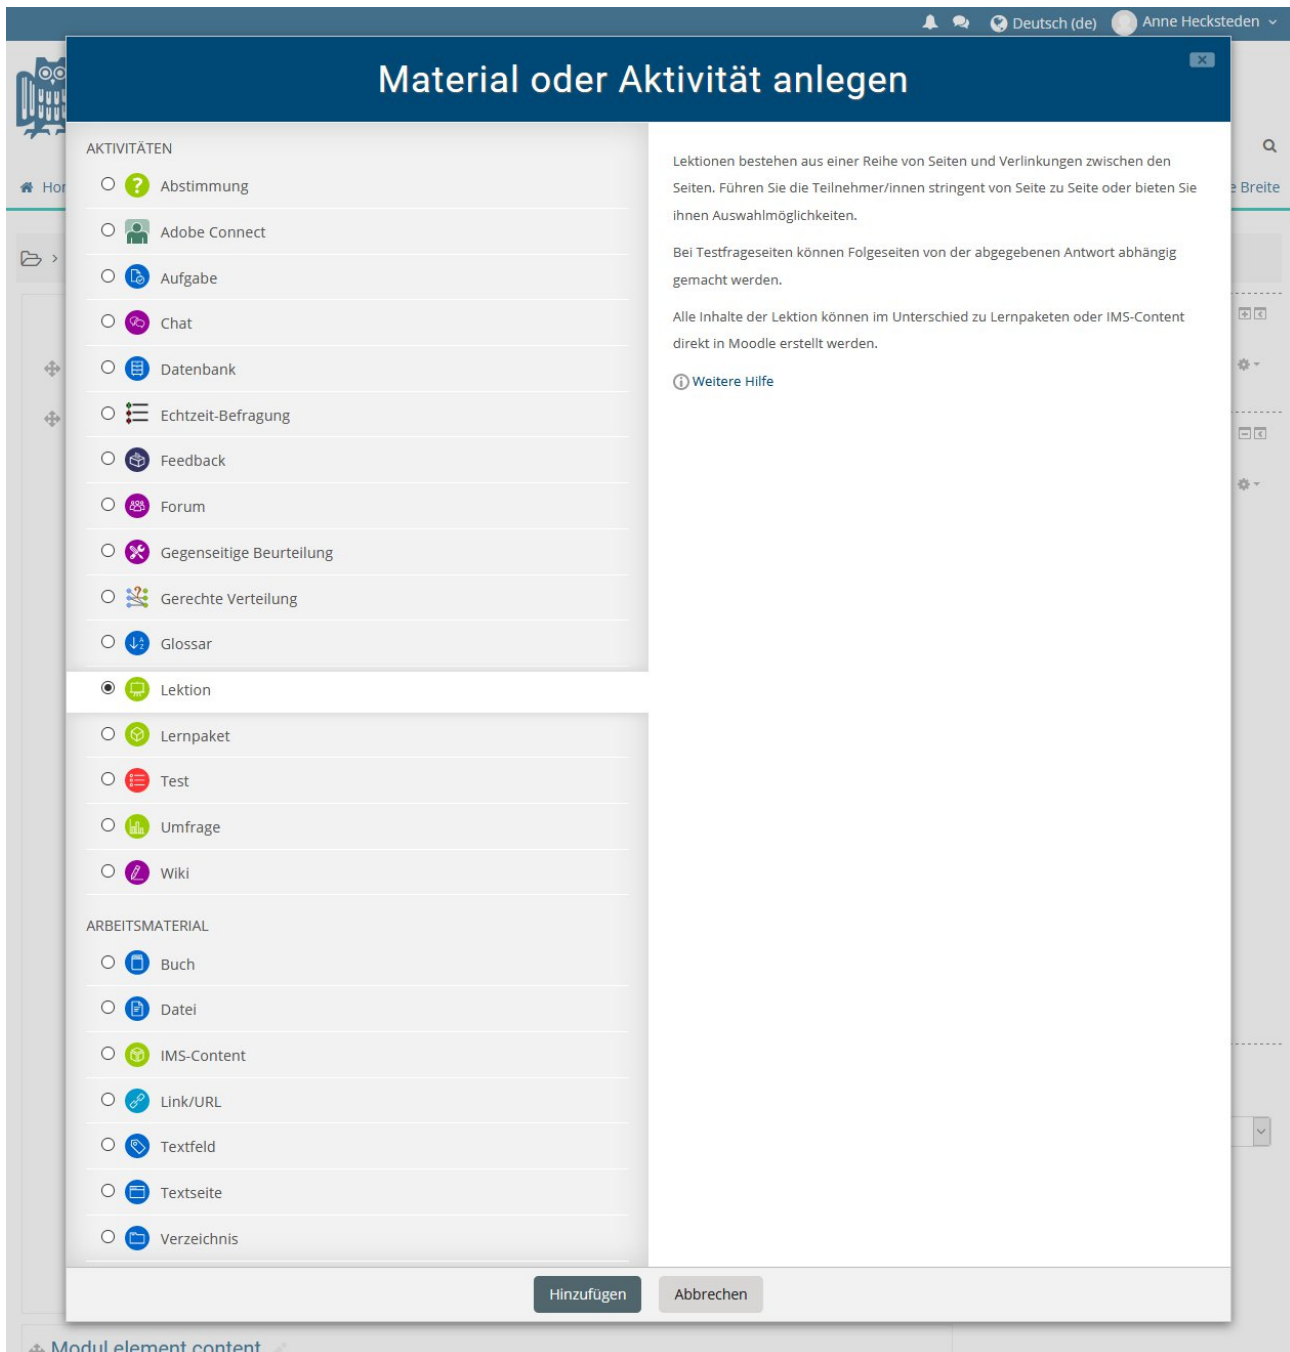 Deutsch (de) Anne Hecksteden
Material oder Aktivität anlegen
AKTIVITÄTEN
Abstimmung
Adobe Connect
Aufgabe
Chat
Datenbank
Echtzeit-Befragung
Feedback
Forum
Gegenseitige Beurteilung
Gerechte Verteilung
Glossar
Lektion
Lernpaket
Test
Umfrage
Wiki
ARBEITSMATERIAL
Buch
Datei
IMS-Content
Link/URL
Textfeld
Textseite
Verzeichnis
Lektionen bestehen aus einer Reihe von Seiten und Verlinkungen zwischen den
Seiten. Führen Sie die Teilnehmer/innen stringent von Seite zu Seite oder bieten Sie
ihnen Auswahlmöglichkeiten.
Bei Testfrageseiten können Folgeseiten von der abgegebenen Antwort abhängig
gemacht werden.
Alle Inhalte der Lektion können im Unterschied zu Lernpaketen oder IMS-Content
direkt in Moodle erstellt werden.
Weitere Hilfe
Breite
Hinzufügen Abbrechen
Modul element content